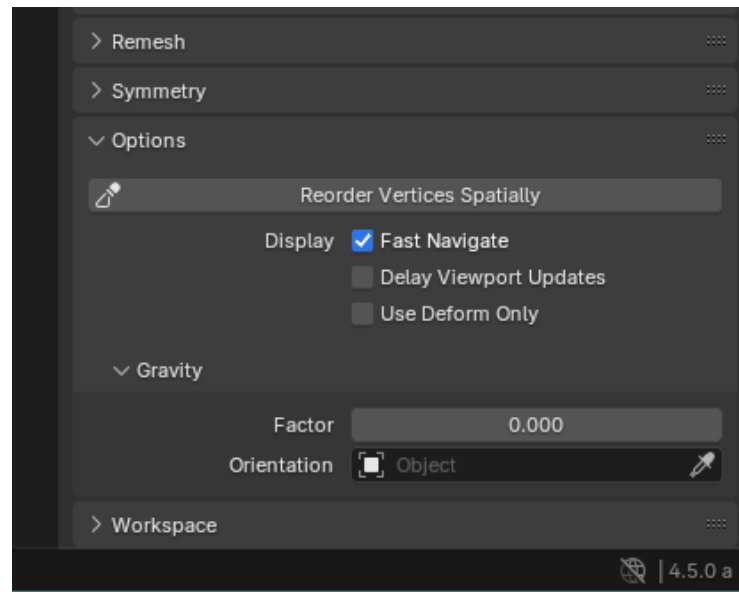 Remesh
Symmetry
Options
Reorder Vertices Spatially
Display Fast Navigate
Delay Viewport Updates
Use Deform Only
Gravity
Factor 0.000
Orientation Object
Workspace
4.5.0 a